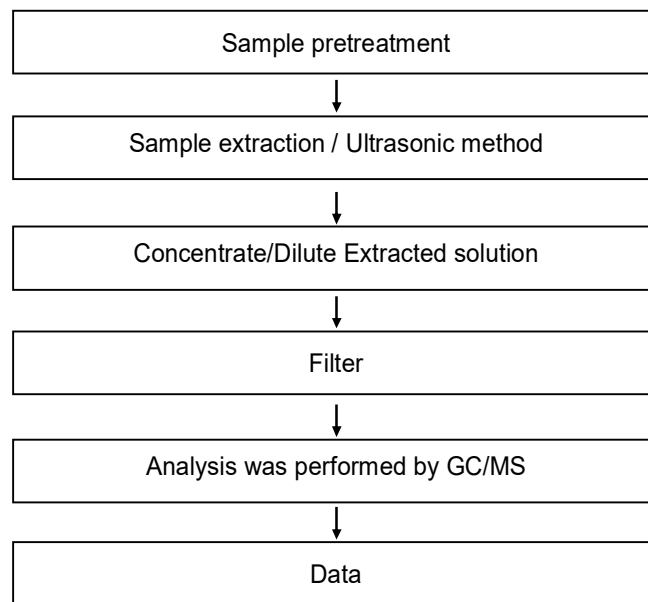 Sample pretreatment
Sample extraction / Ultrasonic method
Concentrate/Dilute Extracted solution
Filter
Analysis was performed by GC/MS
Data